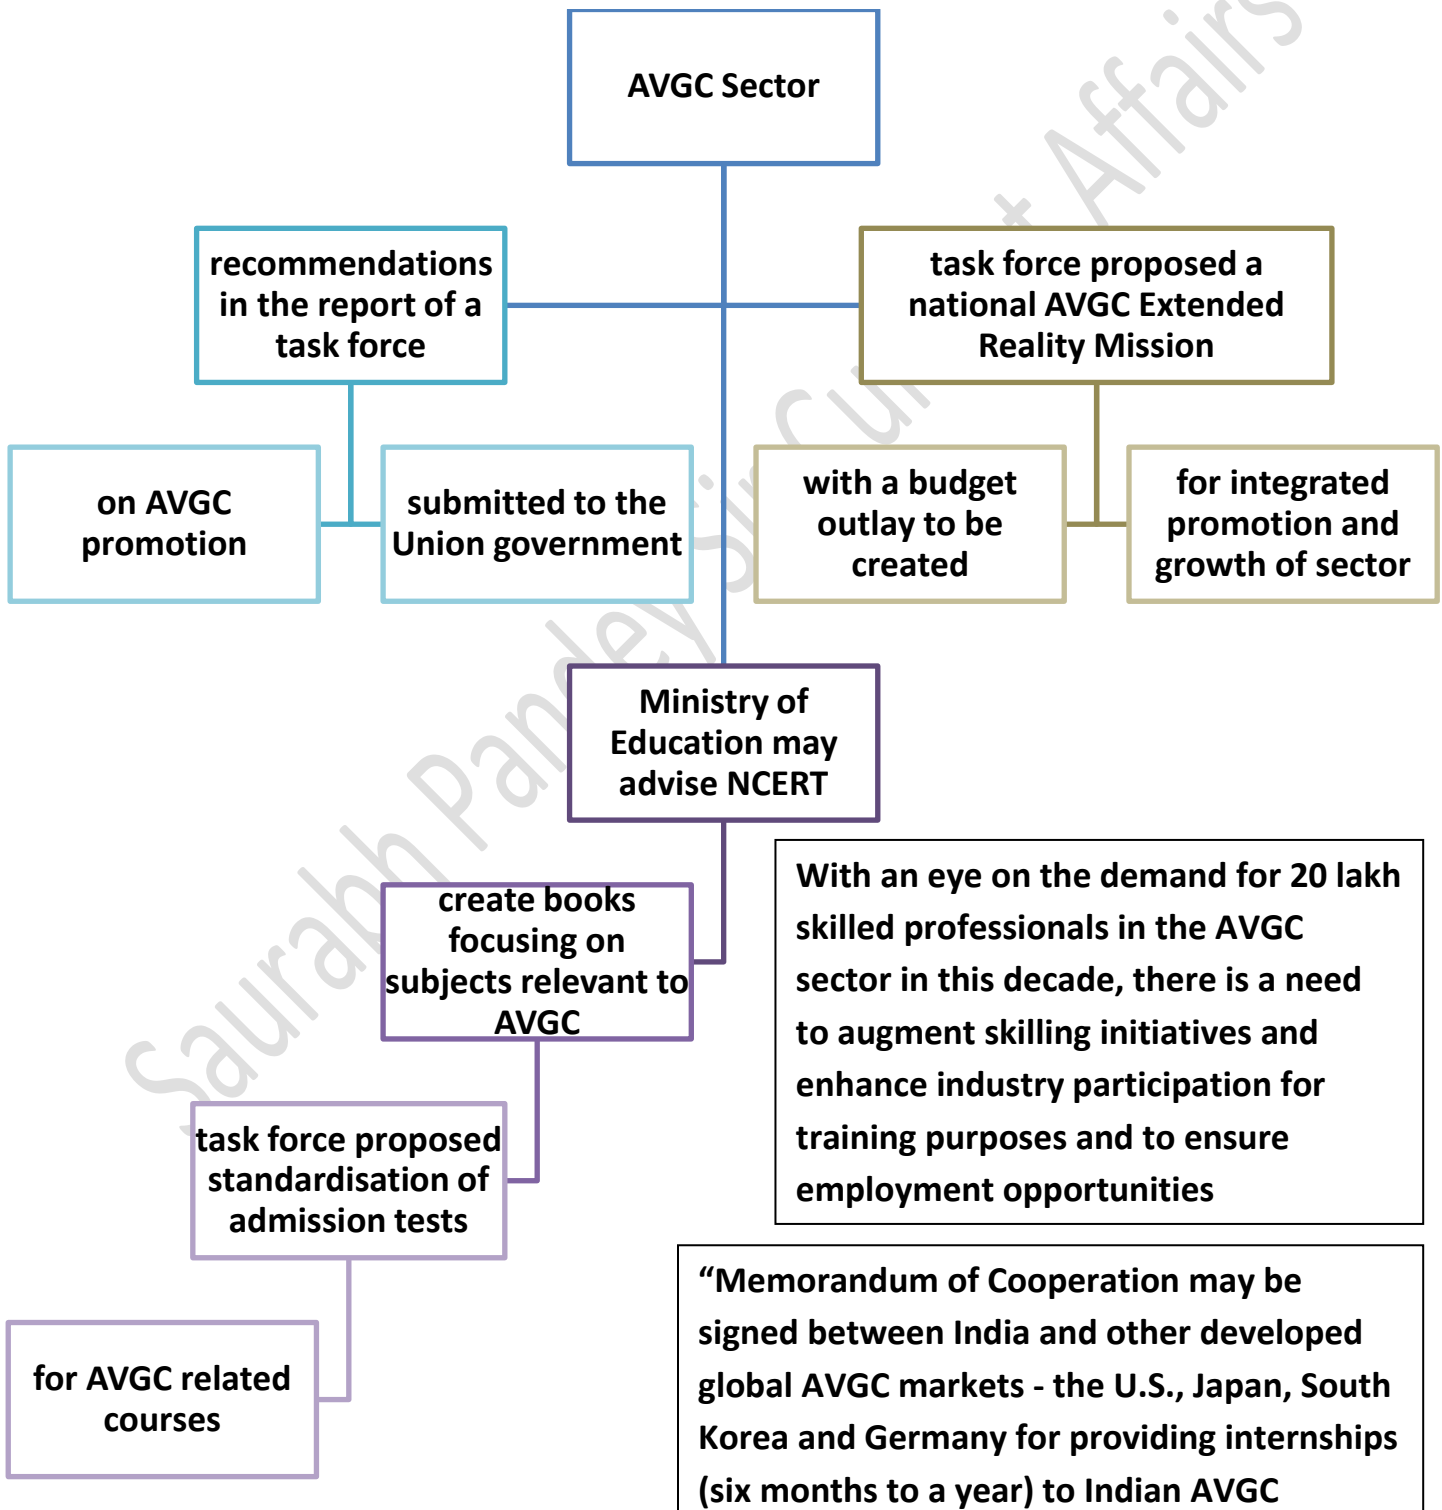 AVGC Sector
recommendations
in the report of a
task force
task force proposed a
national AVGC Extended
Reality Mission
on AVGC
promotion
submitted to the
Union government
with a budget
outlay to be
created
for integrated
promotion and
growth of sector
Ministry of
Education may
advise NCERT
create books
focusing on
subjects relevant to
AVGC
task force proposed
standardisation of
admission tests
for AVGC related
courses
With an eye on the demand for 20 lakh
skilled professionals in the AVGC
sector in this decade, there is a need
to augment skilling initiatives and
enhance industry participation for
training purposes and to ensure
employment opportunities
“Memorandum of Cooperation may be
signed between India and other developed
global AVGC markets - the U.S., Japan, South
Korea and Germany for providing internships
(six months to a year) to Indian AVGC
Saurabh Pandey Sir Current Affairs